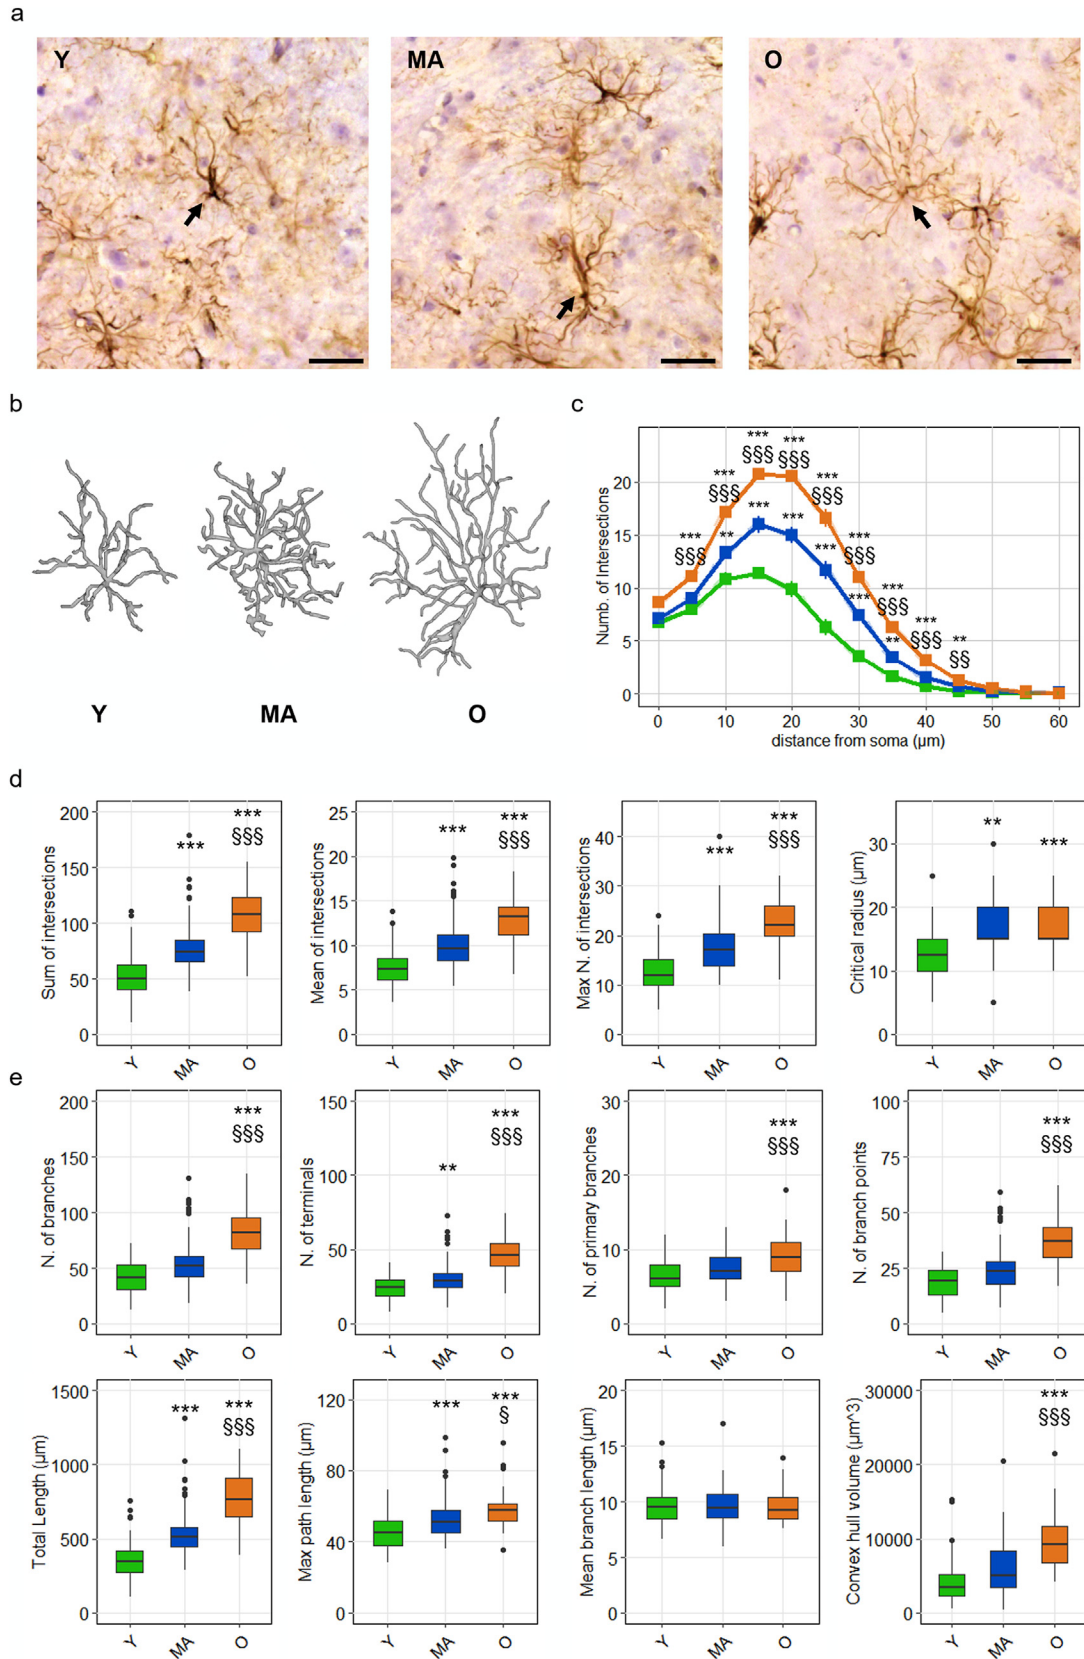 a
Y
MA
O
b
Y
MA
O
c
Numb. of Intersections
20
15
10
5
0
***
§§§
***
§§§
***
§§§
***
§§§
***
§§§
***
§§§
***
§§§
***
§§§
**
§§
**
***
***
***
***
**
0 10 20 30 40 50 60
distance from soma (µm)
d
Sum of intersections
200
150
100
50
0
***
***
§§§
Y MA O
Mean of intersections
25
20
15
10
5
0
***
***
§§§
Y MA O
Max N. of intersections
40
30
20
10
0
***
***
§§§
Y MA O
Critical radius (µm)
30
20
10
0
**
***
Y MA O
e
N. of branches
200
150
100
50
0
***
§§§
Y MA O
N. of terminals
150
100
50
0
**
***
§§§
Y MA O
N. of primary branches
30
20
10
0
***
§§§
Y MA O
N. of branch points
100
75
50
25
0
***
§§§
Y MA O
Total Length (µm)
1500
1000
500
0
***
***
§§§
Y MA O
Max path length (µm)
120
80
40
0
***
***
§
Y MA O
Mean branch length (µm)
20
15
10
5
0
Y MA O
Convex hull volume (µm^3)
30000
20000
10000
0
***
§§§
Y MA O